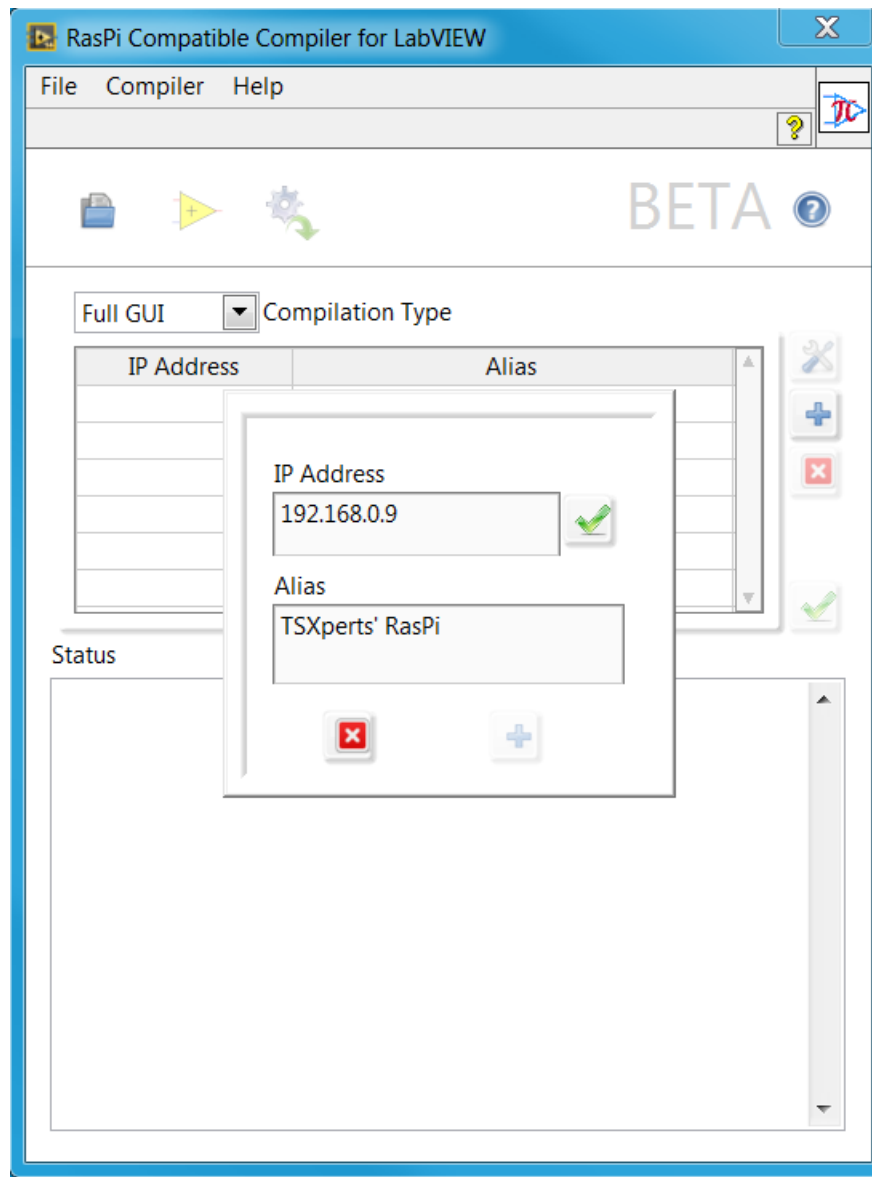 RasPi Compatible Compiler for LabVIEW
File Compiler Help
BETA
Full GUI Compilation Type
IP Address Alias
IP Address
192.168.0.9
Alias
TSXperts' RasPi
Status